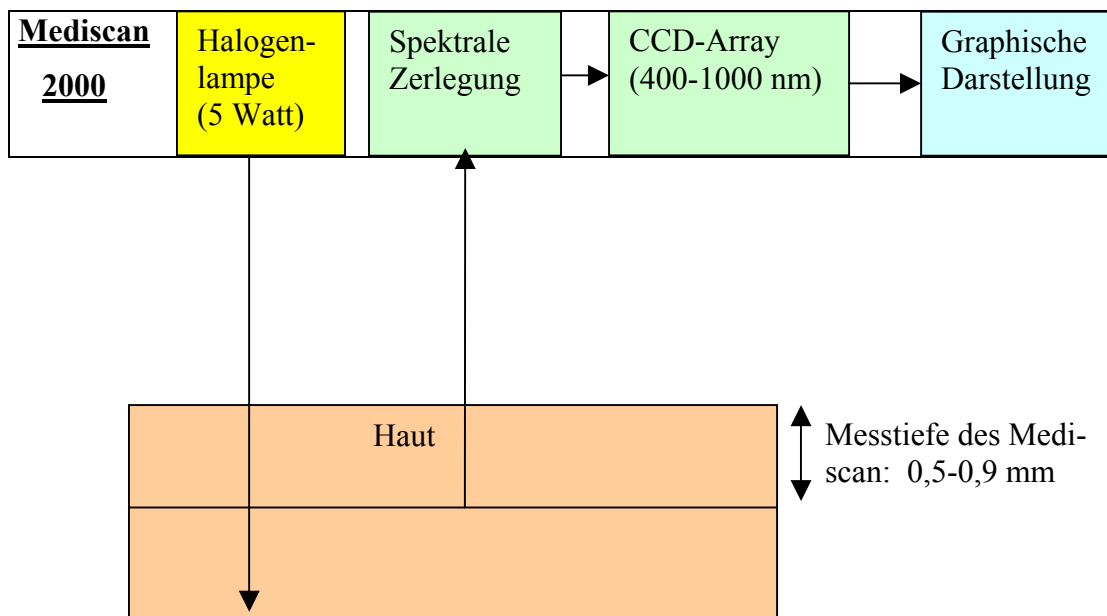 Mediscan
2000
Halogen-
lampe
(5 Watt)
Spektrale
Zerlegung
CCD-Array
(400-1000 nm)
Graphische
Darstellung
Haut
Messtiefe des Medi-
scan:  0,5-0,9 mm